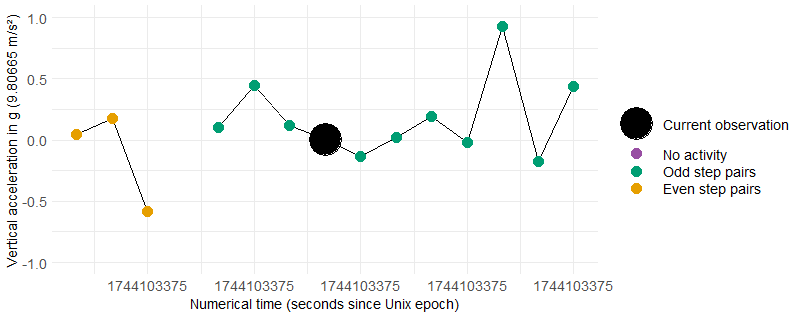 Vertical acceleration in g (9.80665 m/s²)
1.0
0.5
0.0
-0.5
-1.0
1744103375 1744103375 1744103375 1744103375 1744103375
Numerical time (seconds since Unix epoch)
Current observation
No activity
Odd step pairs
Even step pairs